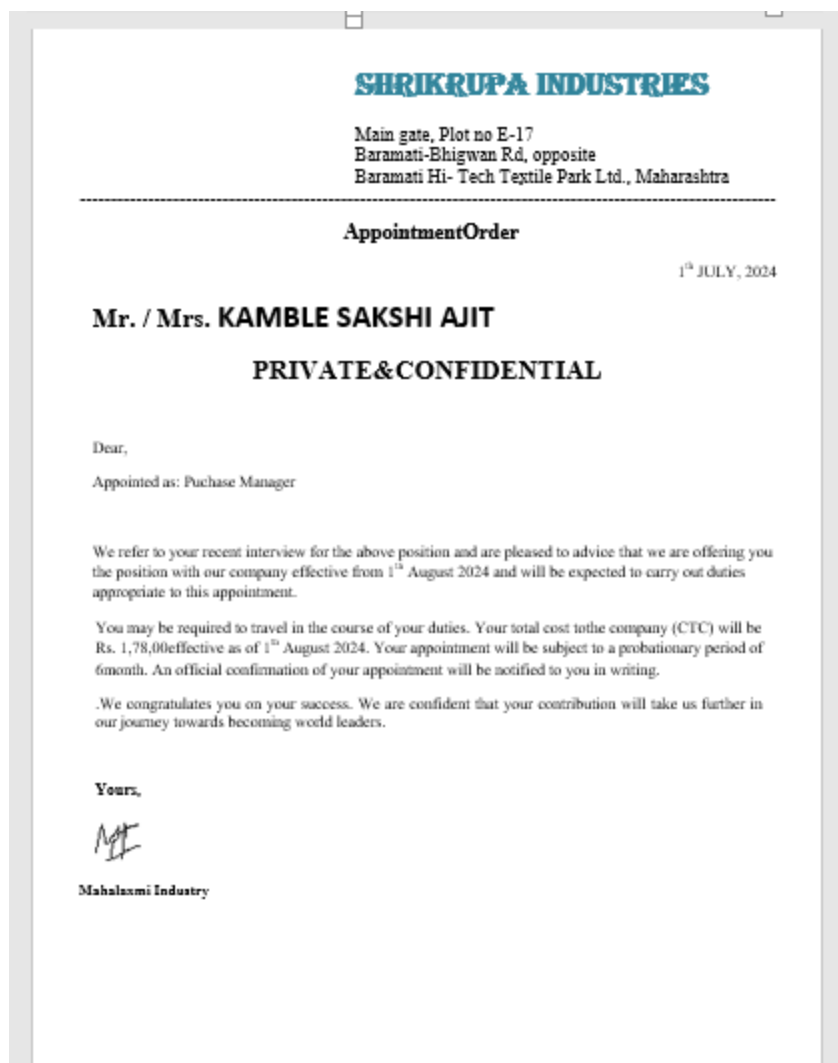 SHRIKRUPA INDUSTRIES
Main gate, Plot no E-17
Baramati-Bhigwan Rd, opposite
Baramati Hi- Tech Textile Park Ltd., Maharashtra
AppointmentOrder
1th JULY, 2024
Mr. / Mrs. KAMBLE SAKSHI AJIT
PRIVATE&CONFIDENTIAL
Dear,
Appointed as: Puchase Manager
We refer to your recent interview for the above position and are pleased to advice that we are offering you
the position with our company effective from 1th August 2024 and will be expected to carry out duties
appropriate to this appointment.
You may be required to travel in the course of your duties. Your total cost tothe company (CTC) will be
Rs. 1,78,00effective as of 1th August 2024. Your appointment will be subject to a probationary period of
6month. An official confirmation of your appointment will be notified to you in writing.
.We congratulates you on your success. We are confident that your contribution will take us further in
our journey towards becoming world leaders.
Yours,
Mahalaxmi Industry